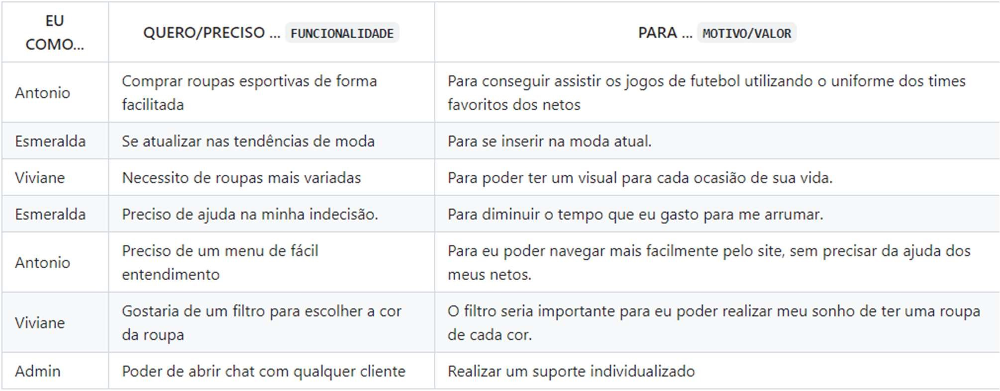 EU
COMO...
QUERO/PRECISO ... FUNCIONALIDADE
PARA ... MOTIVO/VALOR
Antonio
Comprar roupas esportivas de forma
facilitada
Para conseguir assistir os jogos de futebol utilizando o uniforme dos times
favoritos dos netos
Esmeralda
Se atualizar nas tendências de moda
Para se inserir na moda atual.
Viviane
Necessito de roupas mais variadas
Para poder ter um visual para cada ocasião de sua vida.
Esmeralda
Preciso de ajuda na minha indecisão.
Para diminuir o tempo que eu gasto para me arrumar.
Antonio
Preciso de um menu de fácil
entendimento
Para eu poder navegar mais facilmente pelo site, sem precisar da ajuda dos
meus netos.
Viviane
Gostaria de um filtro para escolher a cor
da roupa
O filtro seria importante para eu poder realizar meu sonho de ter uma roupa
de cada cor.
Admin
Poder de abrir chat com qualquer cliente
Realizar um suporte individualizado